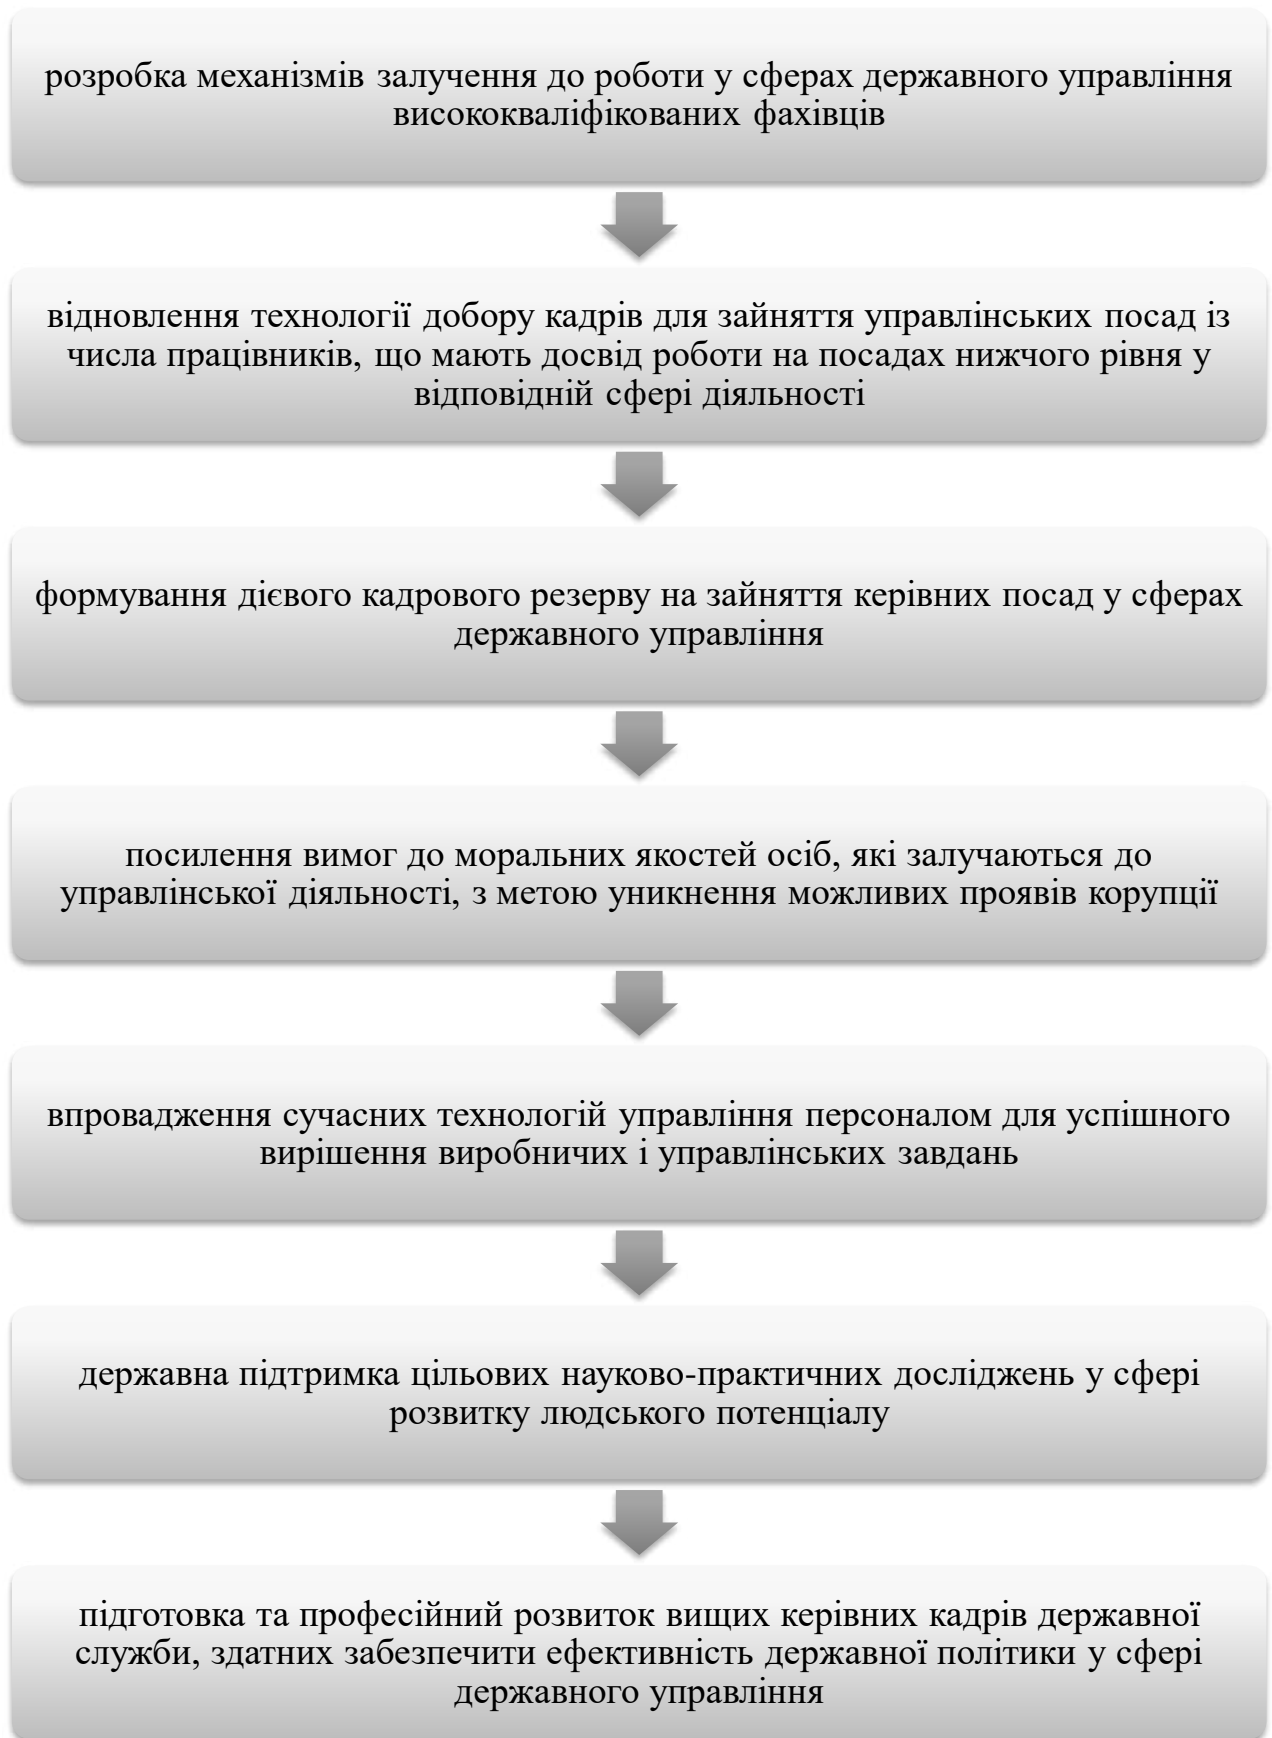 розробка механізмів залучення до роботи у сферах державного управління
висококваліфікованих фахівців
відновлення технології добору кадрів для зайняття управлінських посад із
числа працівників, що мають досвід роботи на посадах нижчого рівня у
відповідній сфері діяльності
формування дієвого кадрового резерву на зайняття керівних посад у сферах
державного управління
посилення вимог до моральних якостей осіб, які залучаються до
управлінської діяльності, з метою уникнення можливих проявів корупції
впровадження сучасних технологій управління персоналом для успішного
вирішення виробничих і управлінських завдань
державна підтримка цільових науково-практичних досліджень у сфері
розвитку людського потенціалу
підготовка та професійний розвиток вищих керівних кадрів державної
служби, здатних забезпечити ефективність державної політики у сфері
державного управління